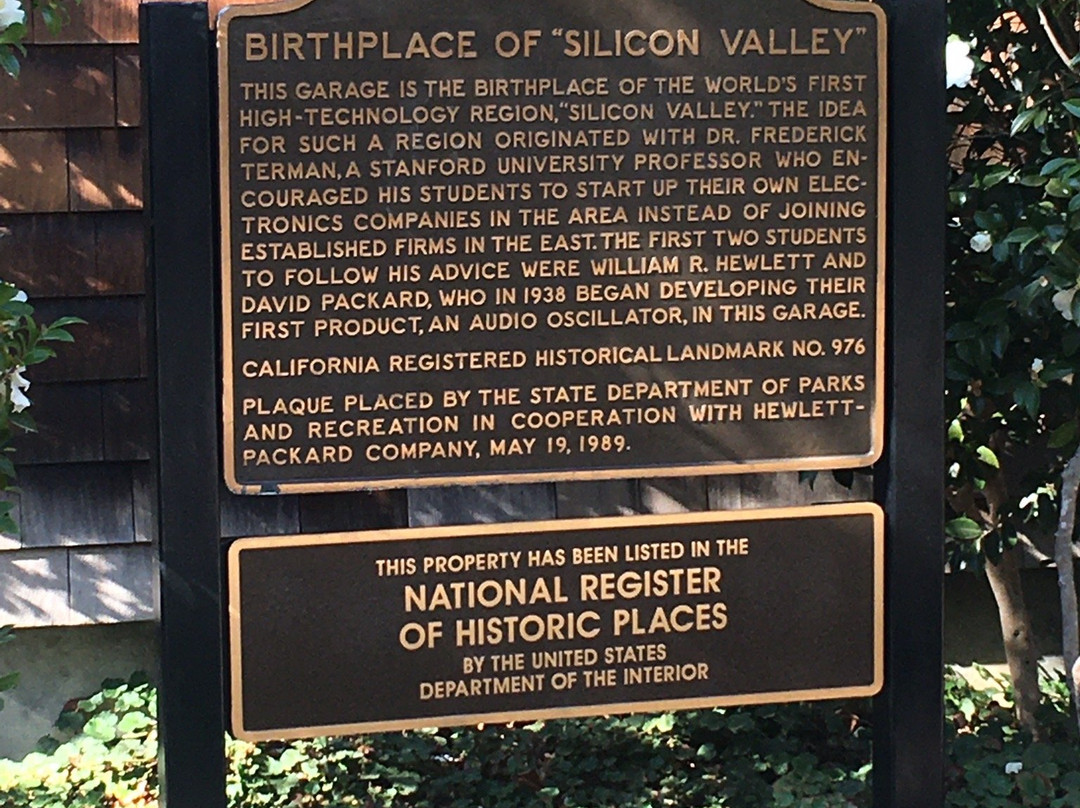 BIRTHPLACE OF “SILICON VALLEY”
THIS GARAGE IS THE BIRTHPLACE OF THE WORLD'S FIRST
HIGH-TECHNOLOGY REGION, “SILICON VALLEY.” THE IDEA
FOR SUCH A REGION ORIGINATED WITH DR. FREDERICK
TERMAN, A STANFORD UNIVERSITY PROFESSOR WHO EN-
COURAGED HIS STUDENTS TO START UP THEIR OWN ELEC-
TRONICS COMPANIES IN THE AREA INSTEAD OF JOINING
ESTABLISHED FIRMS IN THE EAST. THE FIRST TWO STUDENTS
TO FOLLOW HIS ADVICE WERE WILLIAM R. HEWLETT AND
DAVID PACKARD, WHO IN 1938 BEGAN DEVELOPING THEIR
FIRST PRODUCT, AN AUDIO OSCILLATOR, IN THIS GARAGE.
CALIFORNIA REGISTERED HISTORICAL LANDMARK NO. 976
PLAQUE PLACED BY THE STATE DEPARTMENT OF PARKS
AND RECREATION IN COOPERATION WITH HEWLETT-
PACKARD COMPANY, MAY 19, 1989.
THIS PROPERTY HAS BEEN LISTED IN THE
NATIONAL REGISTER
OF HISTORIC PLACES
BY THE UNITED STATES
DEPARTMENT OF THE INTERIOR